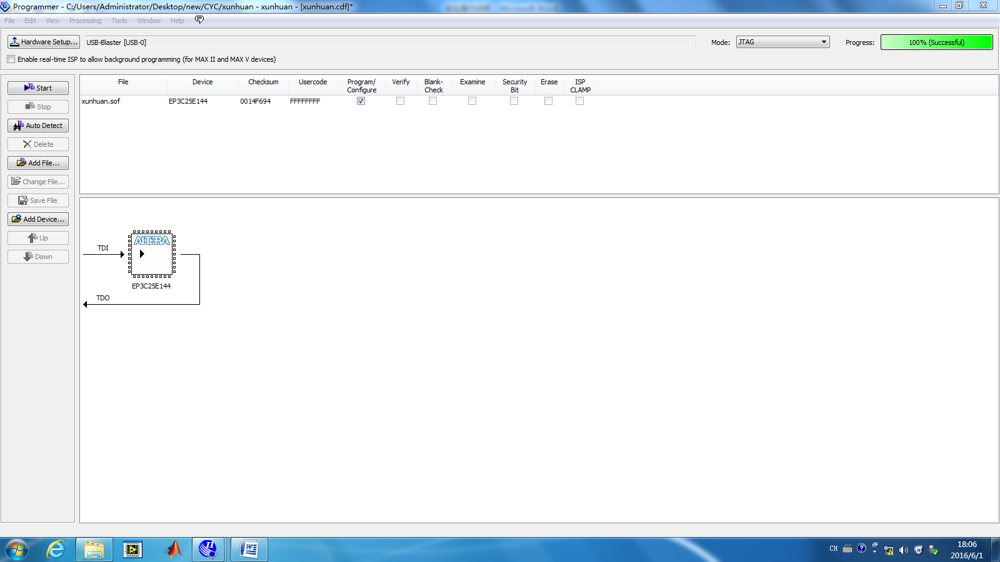 Programmer - C:/Users/Administrator/Desktop/new/CYC/xunhuan - xunhuan - [xunhuan.cdf]*
File Edit View Processing Tools Window Help
Hardware Setup... USB-Blaster [USB-0] Mode: JTAG Progress: 100% (Successful)
Enable real-time ISP to allow background programming (for MAX II and MAX V devices)
Start
Stop
Auto Detect
Delete
Add File...
Change File...
Save File
Add Device...
Up
Down
File Device Checksum Usercode Program/ Configure Verify Blank- Check Examine Security Bit Erase ISP CLAMP
xunhuan.sof EP3C25E144 0014F694 FFFFFFFF
ALTERA
TDI
EP3C25E144
TDO
CH
18:06
2016/6/1